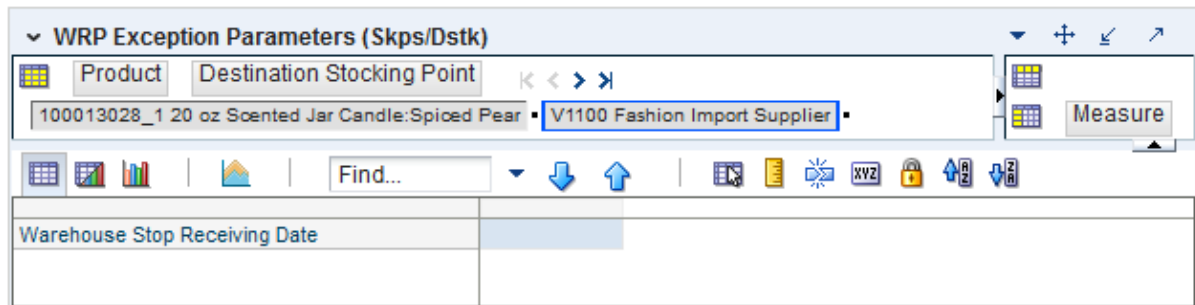 WRP Exception Parameters (Skps/Dstk)
Product Destination Stocking Point
100013028_1 20 oz Scented Jar Candle:Spiced Pear V1100 Fashion Import Supplier
Measure
Find... XYZ A Z Z A
Warehouse Stop Receiving Date